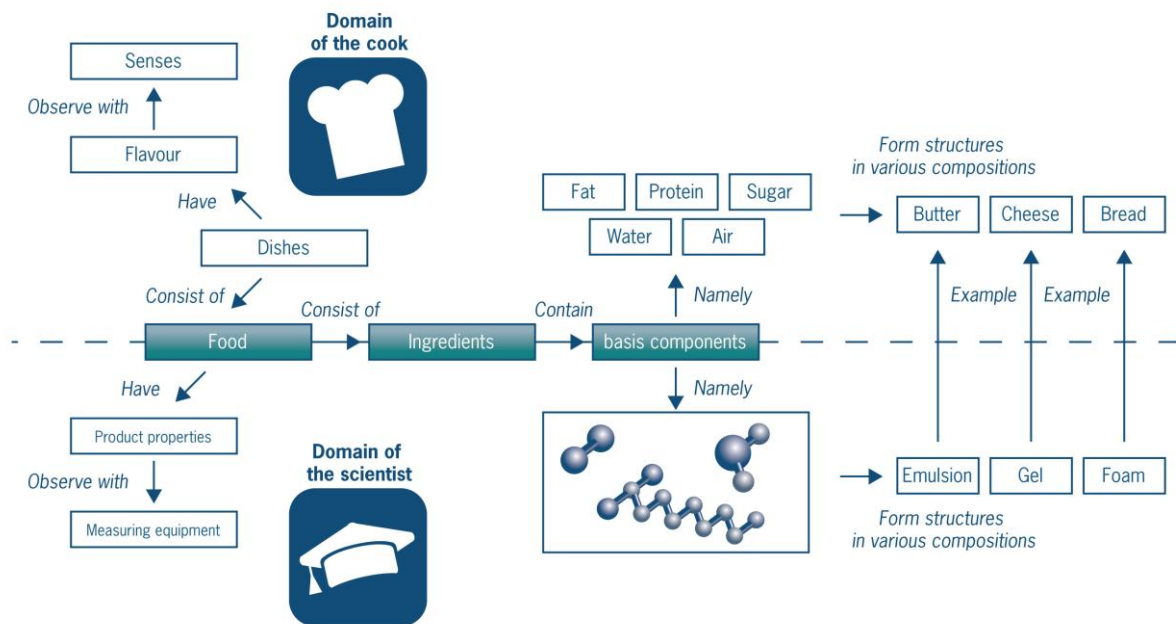 Domain
of the cook
Senses
Observe with
Flavour
Have
Dishes
Consist of
Food
Consist of
Ingredients
Contain
basis components
Namely
Fat
Protein
Sugar
Water
Air
Form structures
in various compositions
Butter
Cheese
Bread
Example
Example
Have
Product properties
Observe with
Measuring equipment
Domain of
the scientist
Namely
Emulsion
Gel
Foam
Form structures
in various compositions